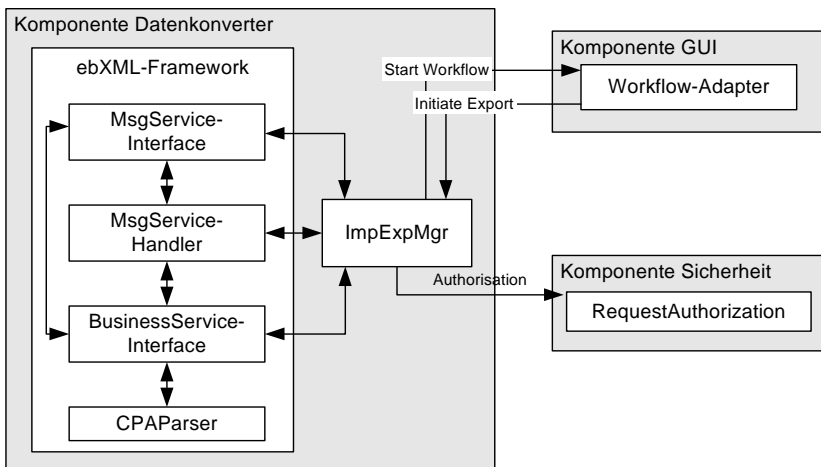 Komponente Datenkonverter
ebXML-Framework
MsgService-
Interface
MsgService-
Handler
BusinessService-
Interface
CPAParser
ImpExpMgr
Start Workflow
Initiate Export
Authorisation
Komponente GUI
Workflow-Adapter
Komponente Sicherheit
RequestAuthorization